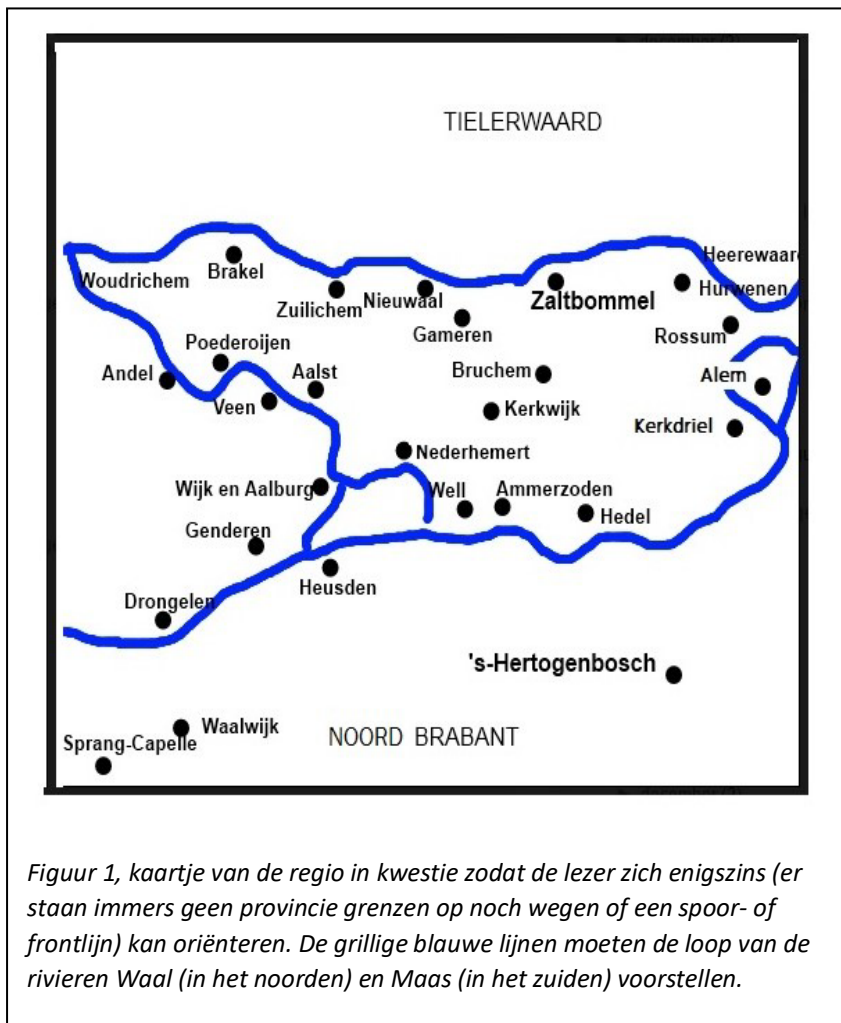 TIELERWAARD
Heerewaar
Woudrichem
Brakel
Hurwenen
Zaltbommel
Zuilichem
Nieuwaal
Gameren
Rossum
Poederoijen
Aalst
Bruchem
Andel
Alem
Veen
Kerkwijk
Kerkdriel
Nederhemert
Wijk en Aalburg
Well
Ammerzoden
Hedel
Genderen
Heusden
Drongelen
's-Hertogenbosch
Waalwijk
NOORD BRABANT
Sprang-Capelle
Figuur 1, kaartje van de regio in kwestie zodat de lezer zich enigszins (er
staan immers geen provincie grenzen op noch wegen of een spoor- of
frontlijn) kan oriënteren. De grillige blauwe lijnen moeten de loop van de
rivieren Waal (in het noorden) en Maas (in het zuiden) voorstellen.